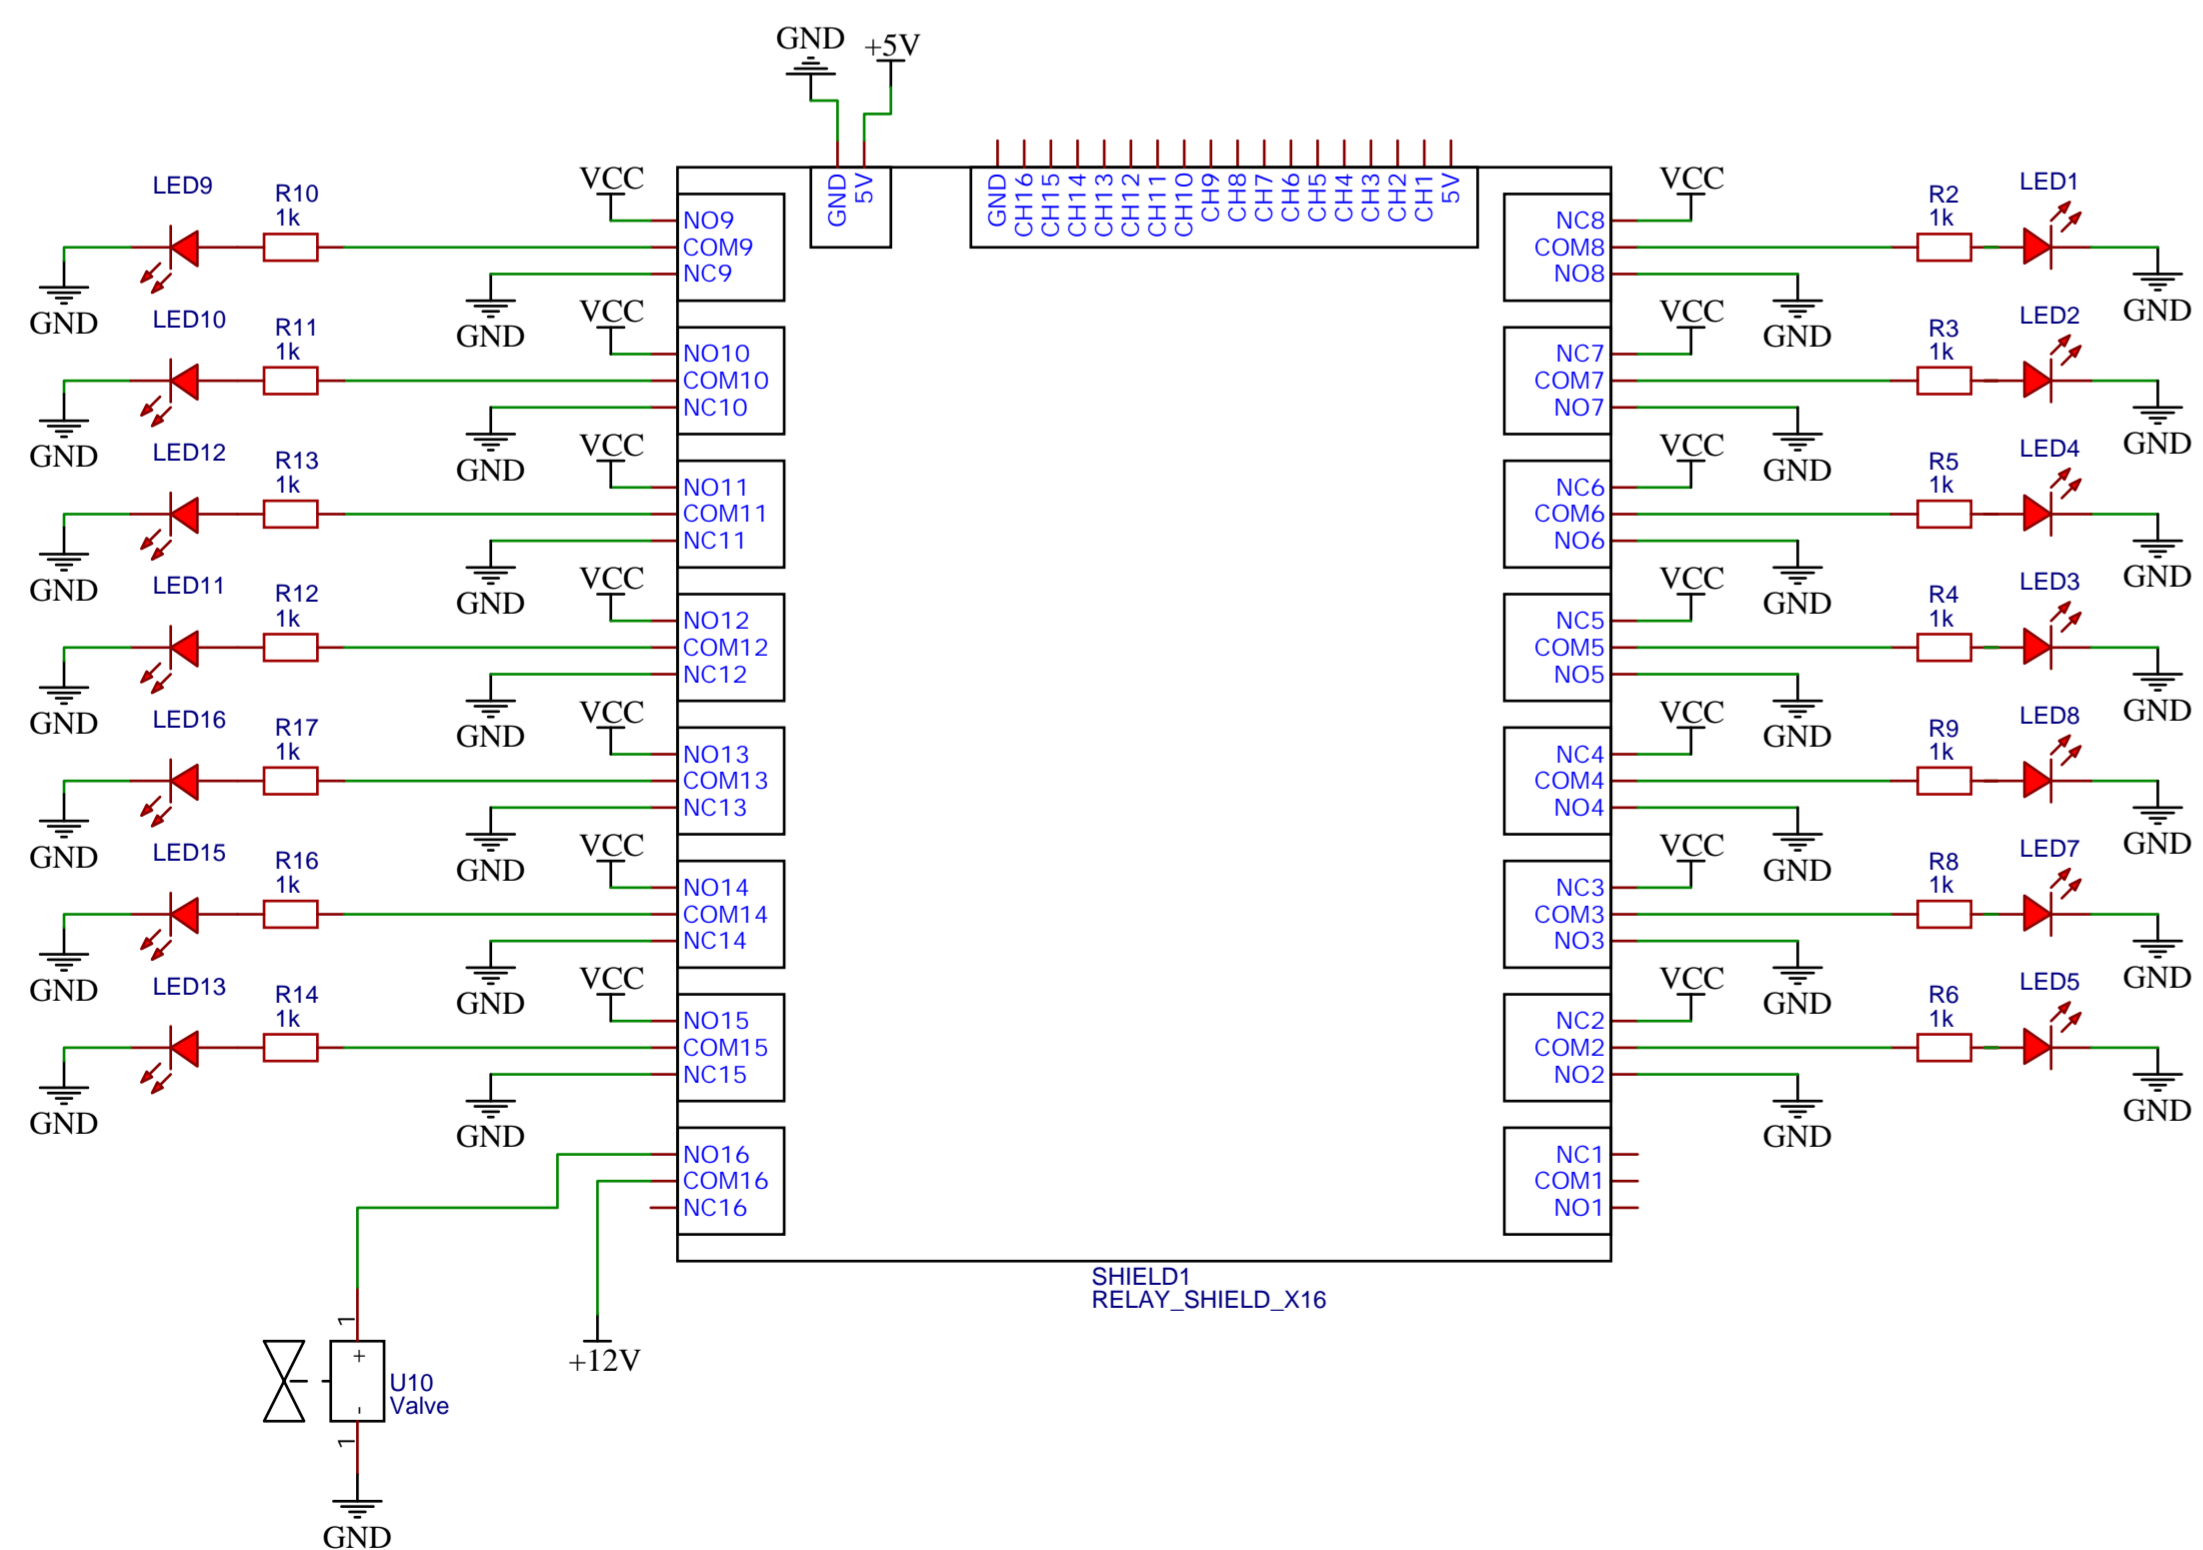 GND
+5V
GND
5V
GND
CH16
CH15
CH14
CH13
CH12
CH11
CH10
CH9
CH8
CH7
CH6
CH5
CH4
CH3
CH2
CH1
5V
LED9
R10
1k
GND
VCC
NO9
COM9
NC9
GND
LED10
R11
1k
GND
VCC
NO10
COM10
NC10
GND
LED12
R13
1k
GND
VCC
NO11
COM11
NC11
GND
LED11
R12
1k
GND
VCC
NO12
COM12
NC12
GND
LED16
R17
1k
GND
VCC
NO13
COM13
NC13
GND
LED15
R16
1k
GND
VCC
NO14
COM14
NC14
GND
LED13
R14
1k
GND
VCC
NO15
COM15
NC15
GND
NO16
COM16
NC16
+12V
1
+
-
1
U10
Valve
GND
VCC
NC8
COM8
NO8
GND
R2
1k
LED1
GND
VCC
NC7
COM7
NO7
GND
R3
1k
LED2
GND
VCC
NC6
COM6
NO6
GND
R5
1k
LED4
GND
VCC
NC5
COM5
NO5
GND
R4
1k
LED3
GND
VCC
NC4
COM4
NO4
GND
R9
1k
LED8
GND
VCC
NC3
COM3
NO3
GND
R8
1k
LED7
GND
VCC
NC2
COM2
NO2
GND
R6
1k
LED5
GND
NC1
COM1
NO1
SHIELD1
RELAY_SHIELD_X16